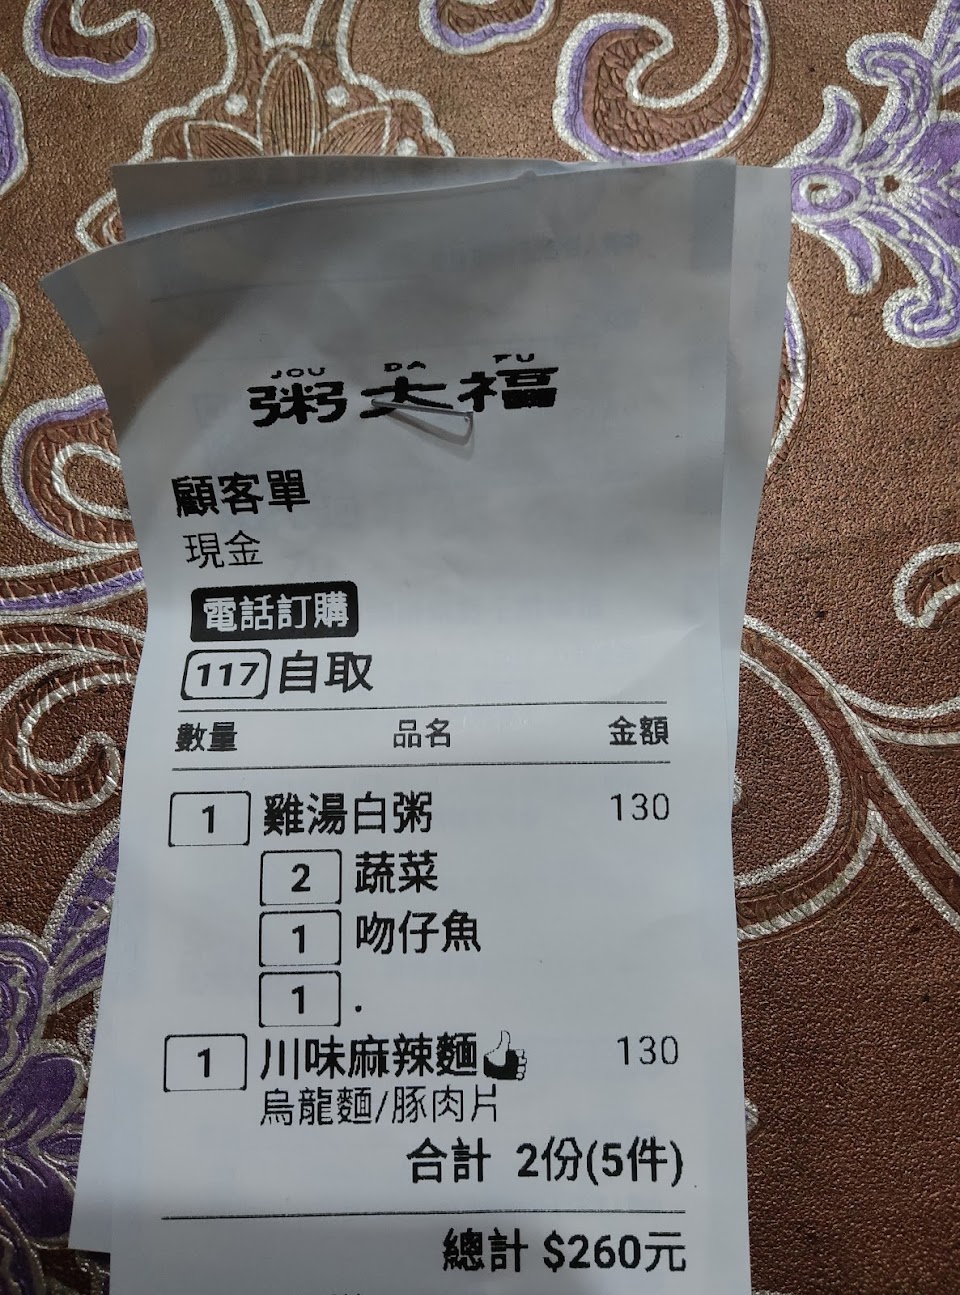 JOU DA FU
粥大福
顧客單
現金
電話訂購
117 自取
數量 品名 金額
1 雞湯白粥 130
2 蔬菜
1 吻仔魚
1 .
1 川味麻辣麵 130
烏龍麵/豚肉片
合計 2份(5件)
總計 $260元